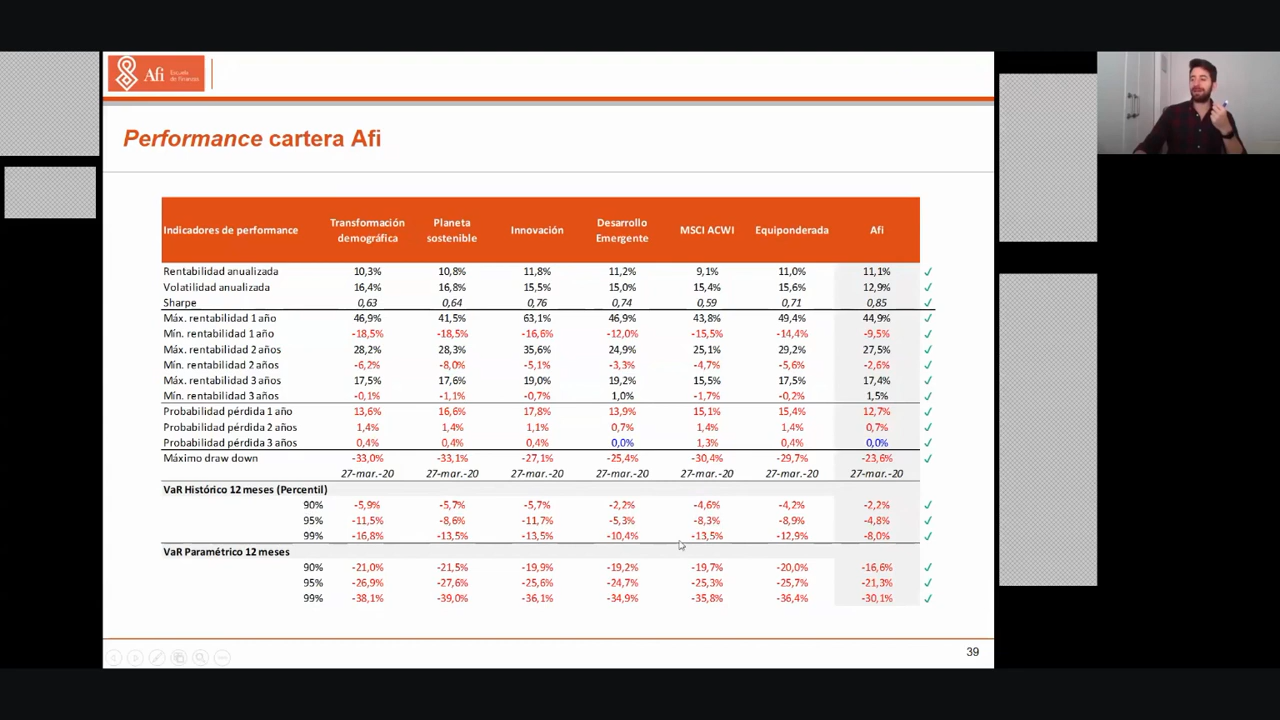 Afi Escuela de Finanzas
Performance cartera Afi
Indicadores de performance Transformación demográfica Planeta sostenible Innovación Desarrollo Emergente MSCI ACWI Equiponderada Afi
Rentabilidad anualizada 10,3% 10,8% 11,8% 11,2% 9,1% 11,0% 11,1% ✓
Volatilidad anualizada 16,4% 16,8% 15,5% 15,0% 15,4% 15,6% 12,9% ✓
Sharpe 0,63 0,64 0,76 0,74 0,59 0,71 0,85 ✓
Máx. rentabilidad 1 año 46,9% 41,5% 63,1% 46,9% 43,8% 49,4% 44,9% ✓
Mín. rentabilidad 1 año -18,5% -18,5% -16,6% -12,0% -15,5% -14,4% -9,5% ✓
Máx. rentabilidad 2 años 28,2% 28,3% 35,6% 24,9% 25,1% 29,2% 27,5% ✓
Mín. rentabilidad 2 años -6,2% -8,0% -5,1% -3,3% -4,7% -5,6% -2,6% ✓
Máx. rentabilidad 3 años 17,5% 17,6% 19,0% 19,2% 15,5% 17,5% 17,4% ✓
Mín. rentabilidad 3 años -0,1% -1,1% -0,7% 1,0% -1,7% -0,2% 1,5% ✓
Probabilidad pérdida 1 año 13,6% 16,6% 17,8% 13,9% 15,1% 15,4% 12,7% ✓
Probabilidad pérdida 2 años 1,4% 1,4% 1,1% 0,7% 1,4% 1,4% 0,7% ✓
Probabilidad pérdida 3 años 0,4% 0,4% 0,4% 0,0% 1,3% 0,4% 0,0% ✓
Máximo draw down -33,0% -33,1% -27,1% -25,4% -30,4% -29,7% -23,6% ✓
27-mar.-20 27-mar.-20 27-mar.-20 27-mar.-20 27-mar.-20 27-mar.-20 27-mar.-20
VaR Histórico 12 meses (Percentil)
90% -5,9% -5,7% -5,7% -2,2% -4,6% -4,2% -2,2% ✓
95% -11,5% -8,6% -11,7% -5,3% -8,3% -8,9% -4,8% ✓
99% -16,8% -13,5% -13,5% -10,4% -13,5% -12,9% -8,0% ✓
VaR Paramétrico 12 meses
90% -21,0% -21,5% -19,9% -19,2% -19,7% -20,0% -16,6% ✓
95% -26,9% -27,6% -25,6% -24,7% -25,3% -25,7% -21,3% ✓
99% -38,1% -39,0% -36,1% -34,9% -35,8% -36,4% -30,1% ✓
39